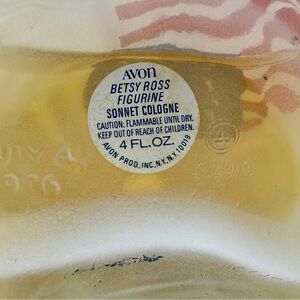 AVON
BETSY ROSS
FIGURINE
SONNET COLOGNE
CAUTION: FLAMMABLE UNTIL DRY.
KEEP OUT OF REACH OF CHILDREN.
4 FL.OZ.
AVON PROD., INC., N.Y., N.Y. 10019